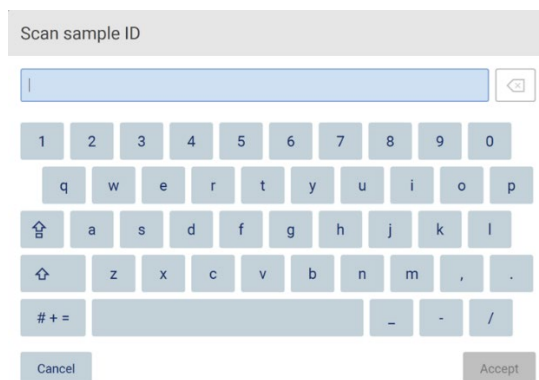 Scan sample ID
1 2 3 4 5 6 7 8 9 0
q w e r t y u i o p
a s d f g h j k l
z x c v b n m , .
# + = _ - /
Cancel Accept